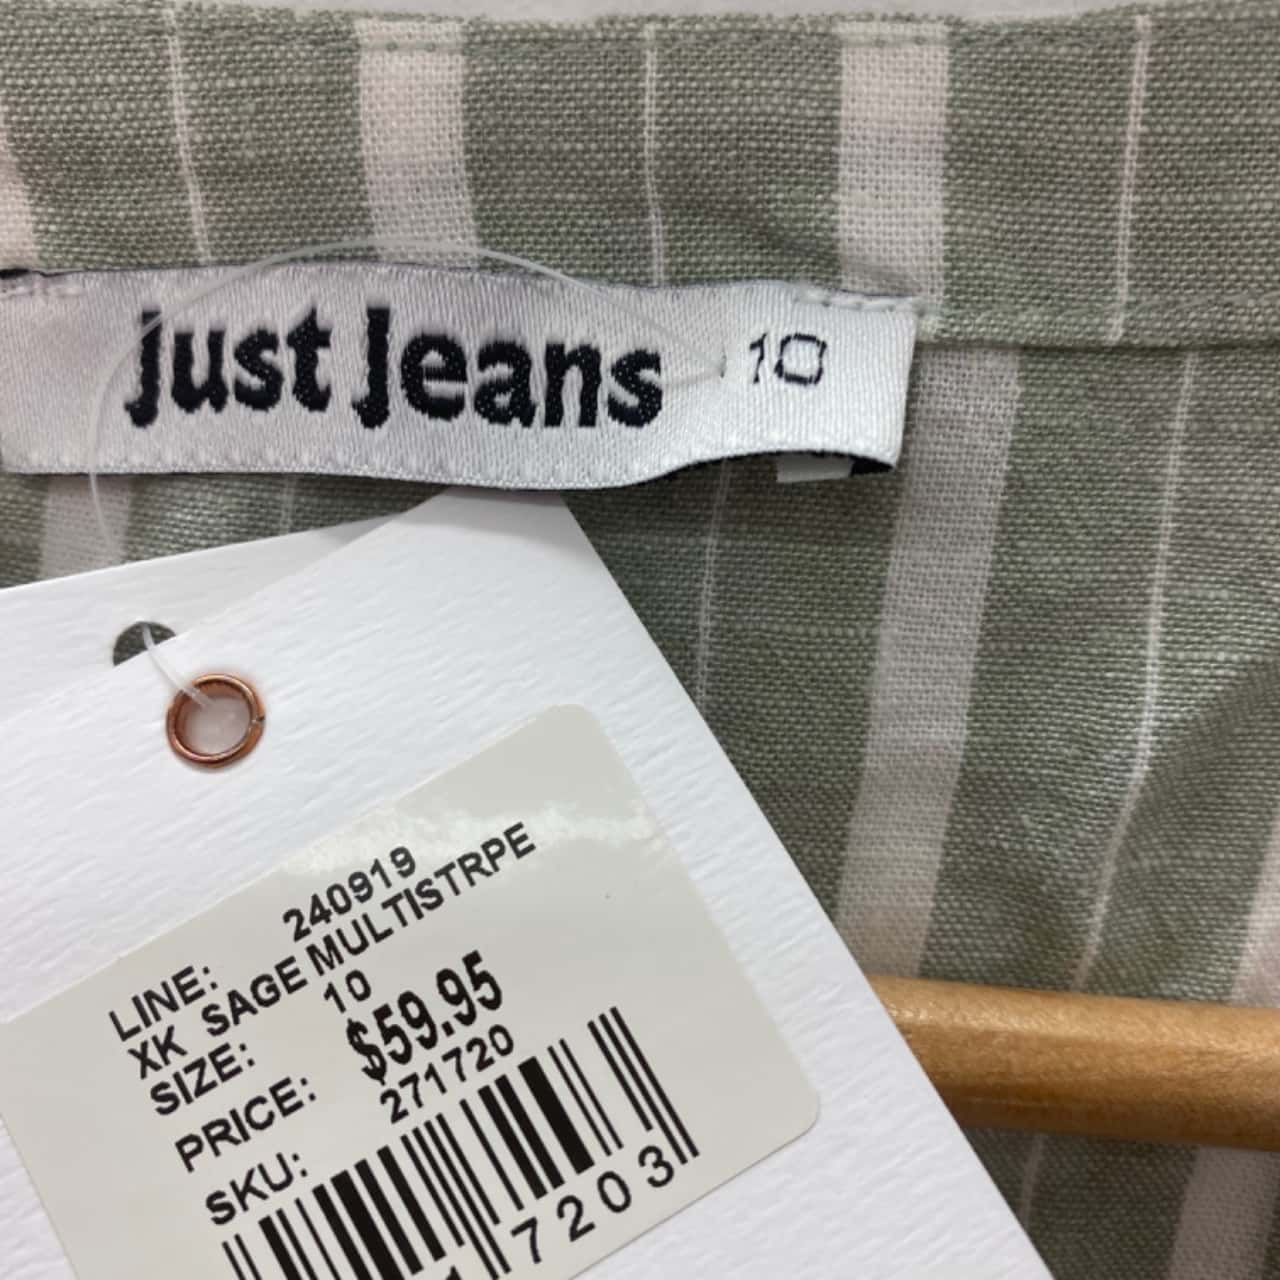 Just Jeans 10
LINE: 240919
XK SAGE MULTISTRPE
SIZE: 10
PRICE: $59.95
SKU: 271720
7203